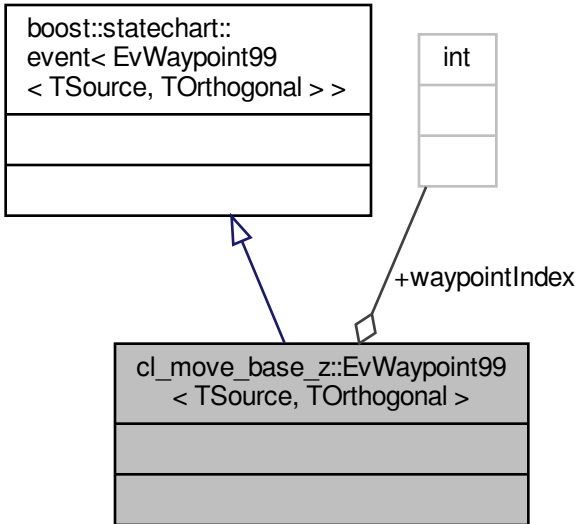 boost::statechart::
event< EvWaypoint99
< TSource, TOrthogonal > >
int
+waypointIndex
cl_move_base_z::EvWaypoint99
< TSource, TOrthogonal >